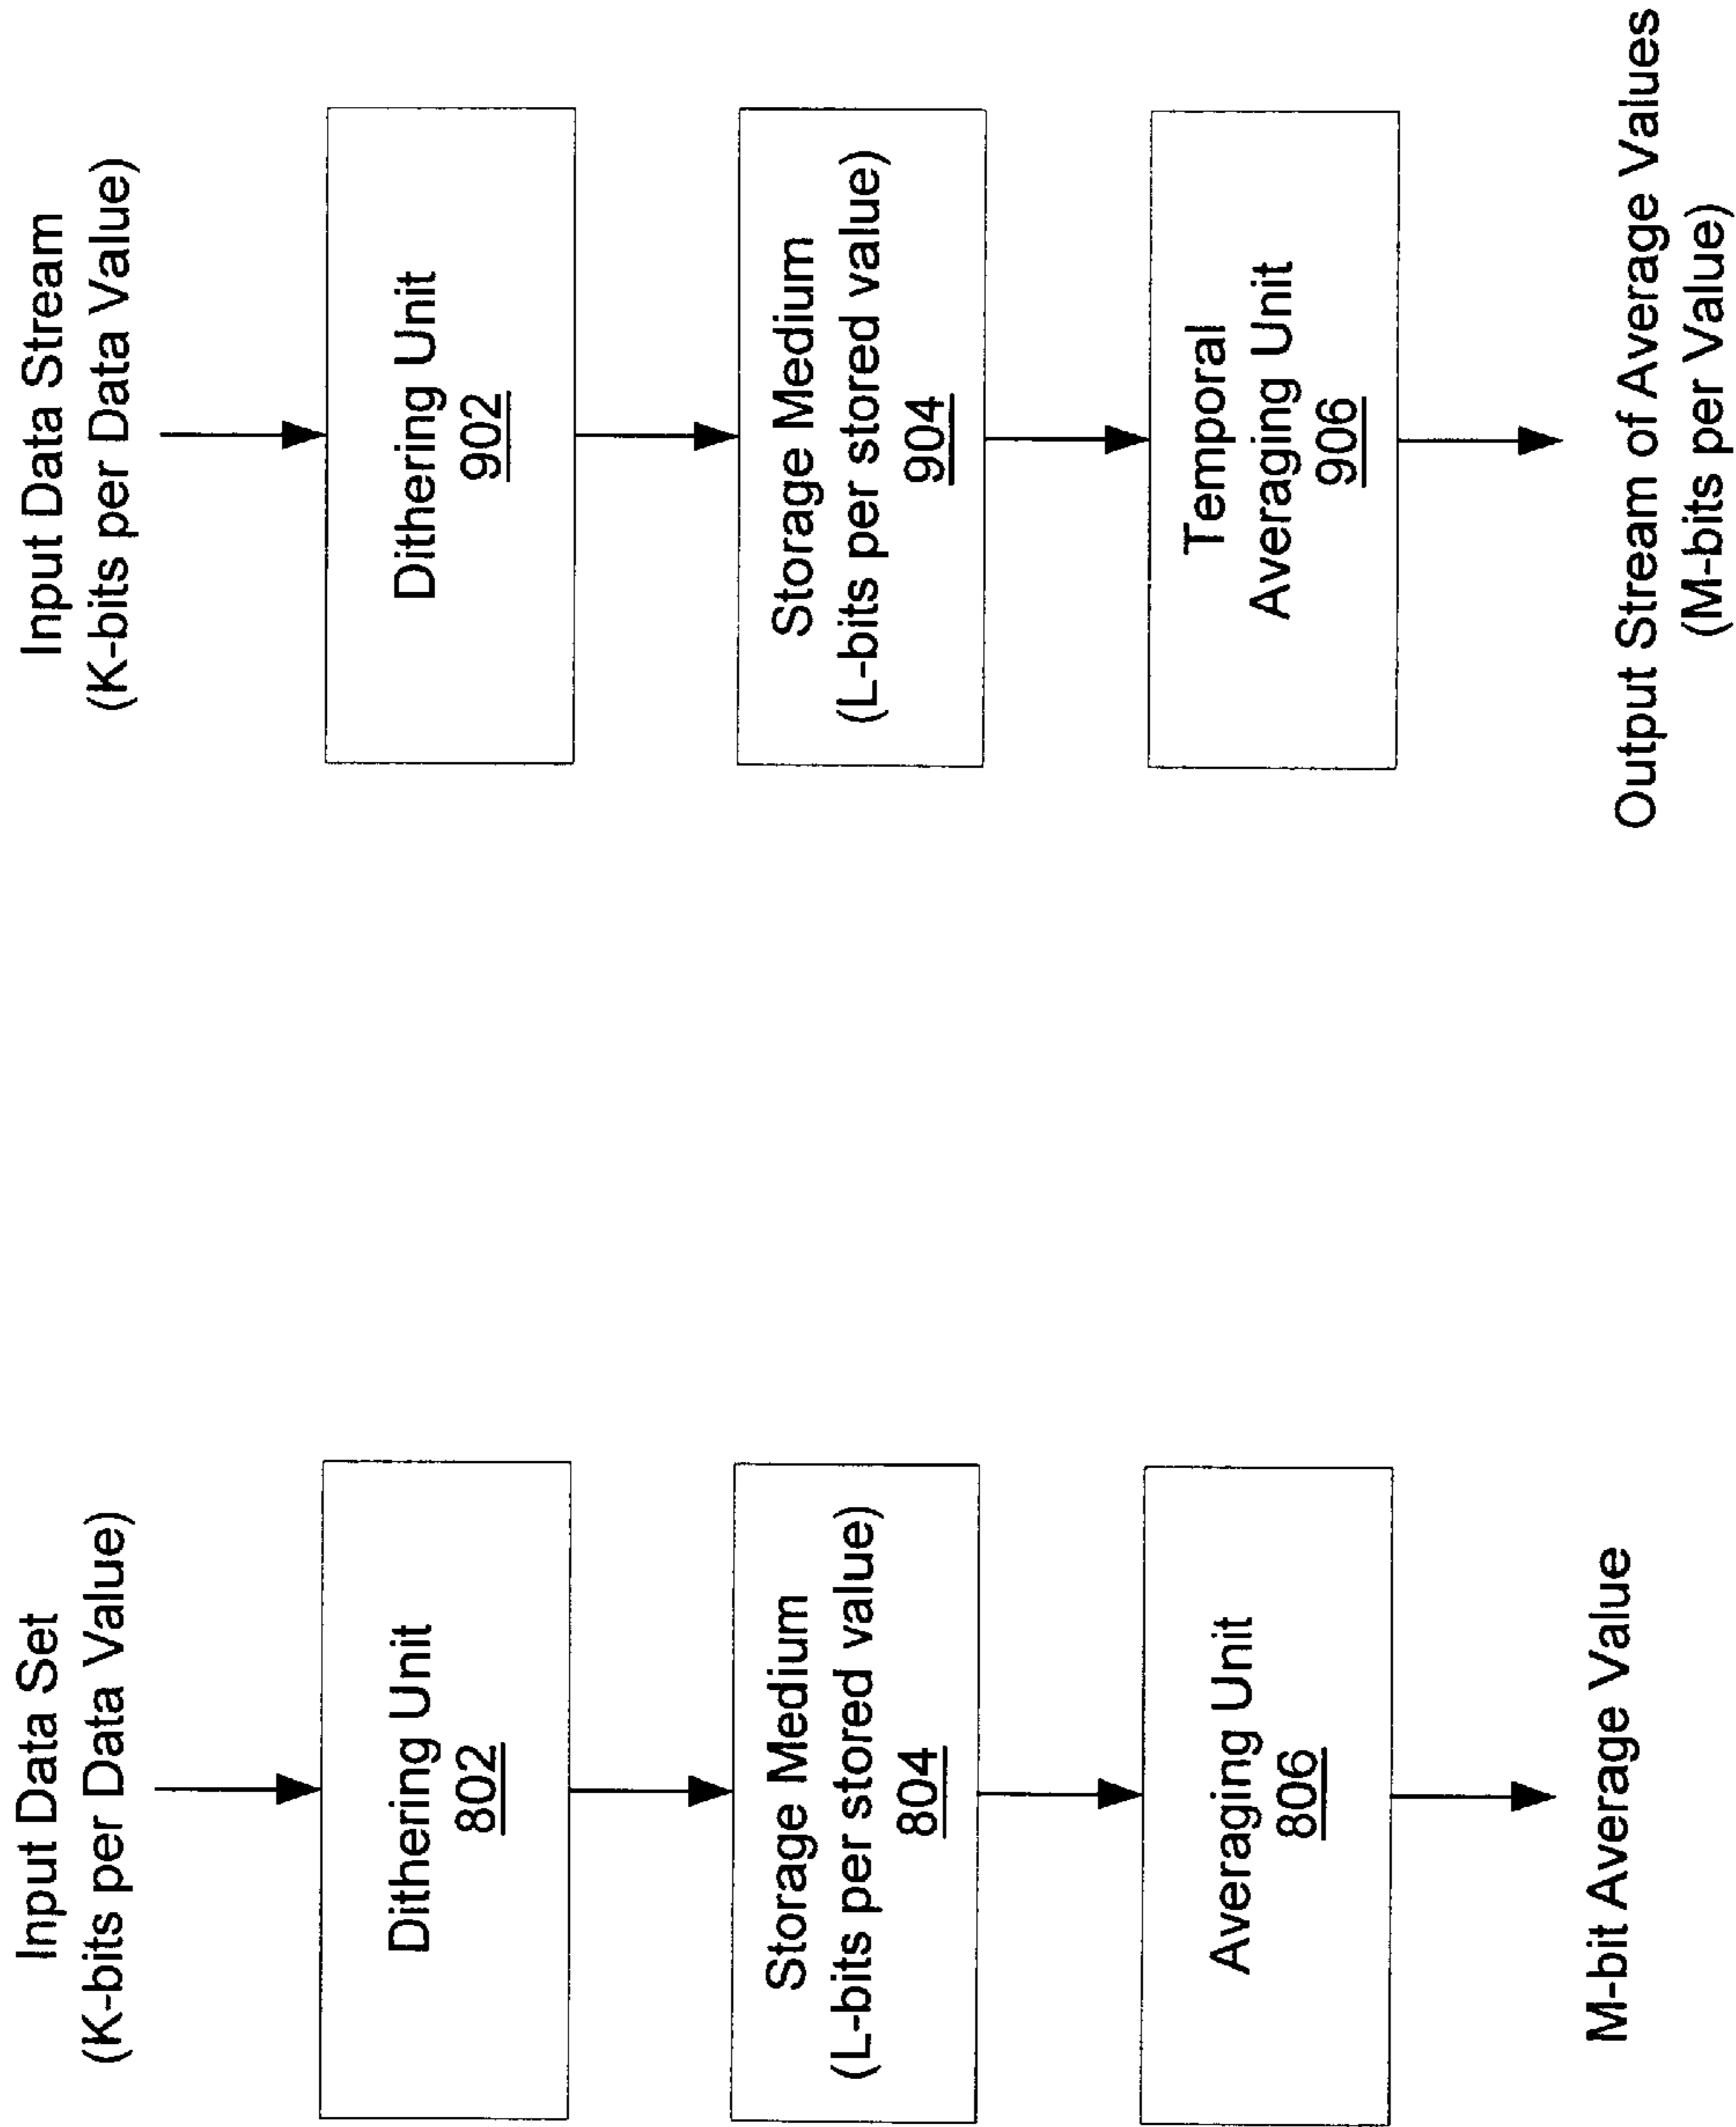 Input Data Set
(K-bits per Data Value)
Dithering Unit
802
Storage Medium
(L-bits per stored value)
804
Averaging Unit
806
M-bit Average Value
Input Data Stream
(K-bits per Data Value)
Dithering Unit
902
Storage Medium
(L-bits per stored value)
904
Temporal
Averaging Unit
906
Output Stream of Average Values
(M-bits per Value)